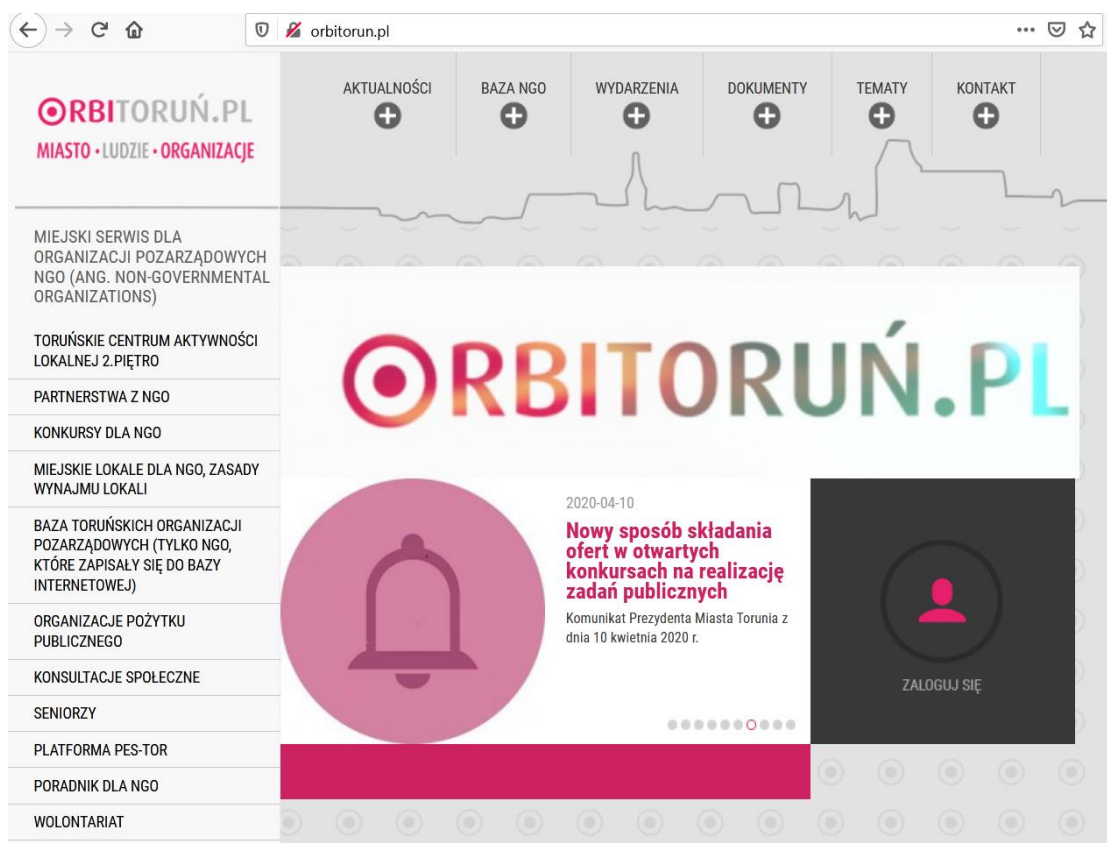 orbitorun.pl
ORBITORUŃ.PL
MIASTO • LUDZIE • ORGANIZACJE
AKTUALNOŚCI
BAZA NGO
WYDARZENIA
DOKUMENTY
TEMATY
KONTAKT
MIEJSKI SERWIS DLA
ORGANIZACJI POZARZĄDOWYCH
NGO (ANG. NON-GOVERNMENTAL
ORGANIZATIONS)
TORUŃSKIE CENTRUM AKTYWNOŚCI
LOKALNEJ 2.PIĘTRO
PARTNERSTWA Z NGO
KONKURSY DLA NGO
MIEJSKIE LOKALE DLA NGO, ZASADY
WYNAJMU LOKALI
BAZA TORUŃSKICH ORGANIZACJI
POZARZĄDOWYCH (TYLKO NGO,
KTÓRE ZAPISAŁY SIĘ DO BAZY
INTERNETOWEJ)
ORGANIZACJE POŻYTKU
PUBLICZNEGO
KONSULTACJE SPOŁECZNE
SENIORZY
PLATFORMA PES-TOR
PORADNIK DLA NGO
WOLONTARIAT
ORBITORUŃ.PL
2020-04-10
Nowy sposób składania
ofert w otwartych
konkursach na realizację
zadań publicznych
Komunikat Prezydenta Miasta Torunia z
dnia 10 kwietnia 2020 r.
ZALOGUJ SIĘ